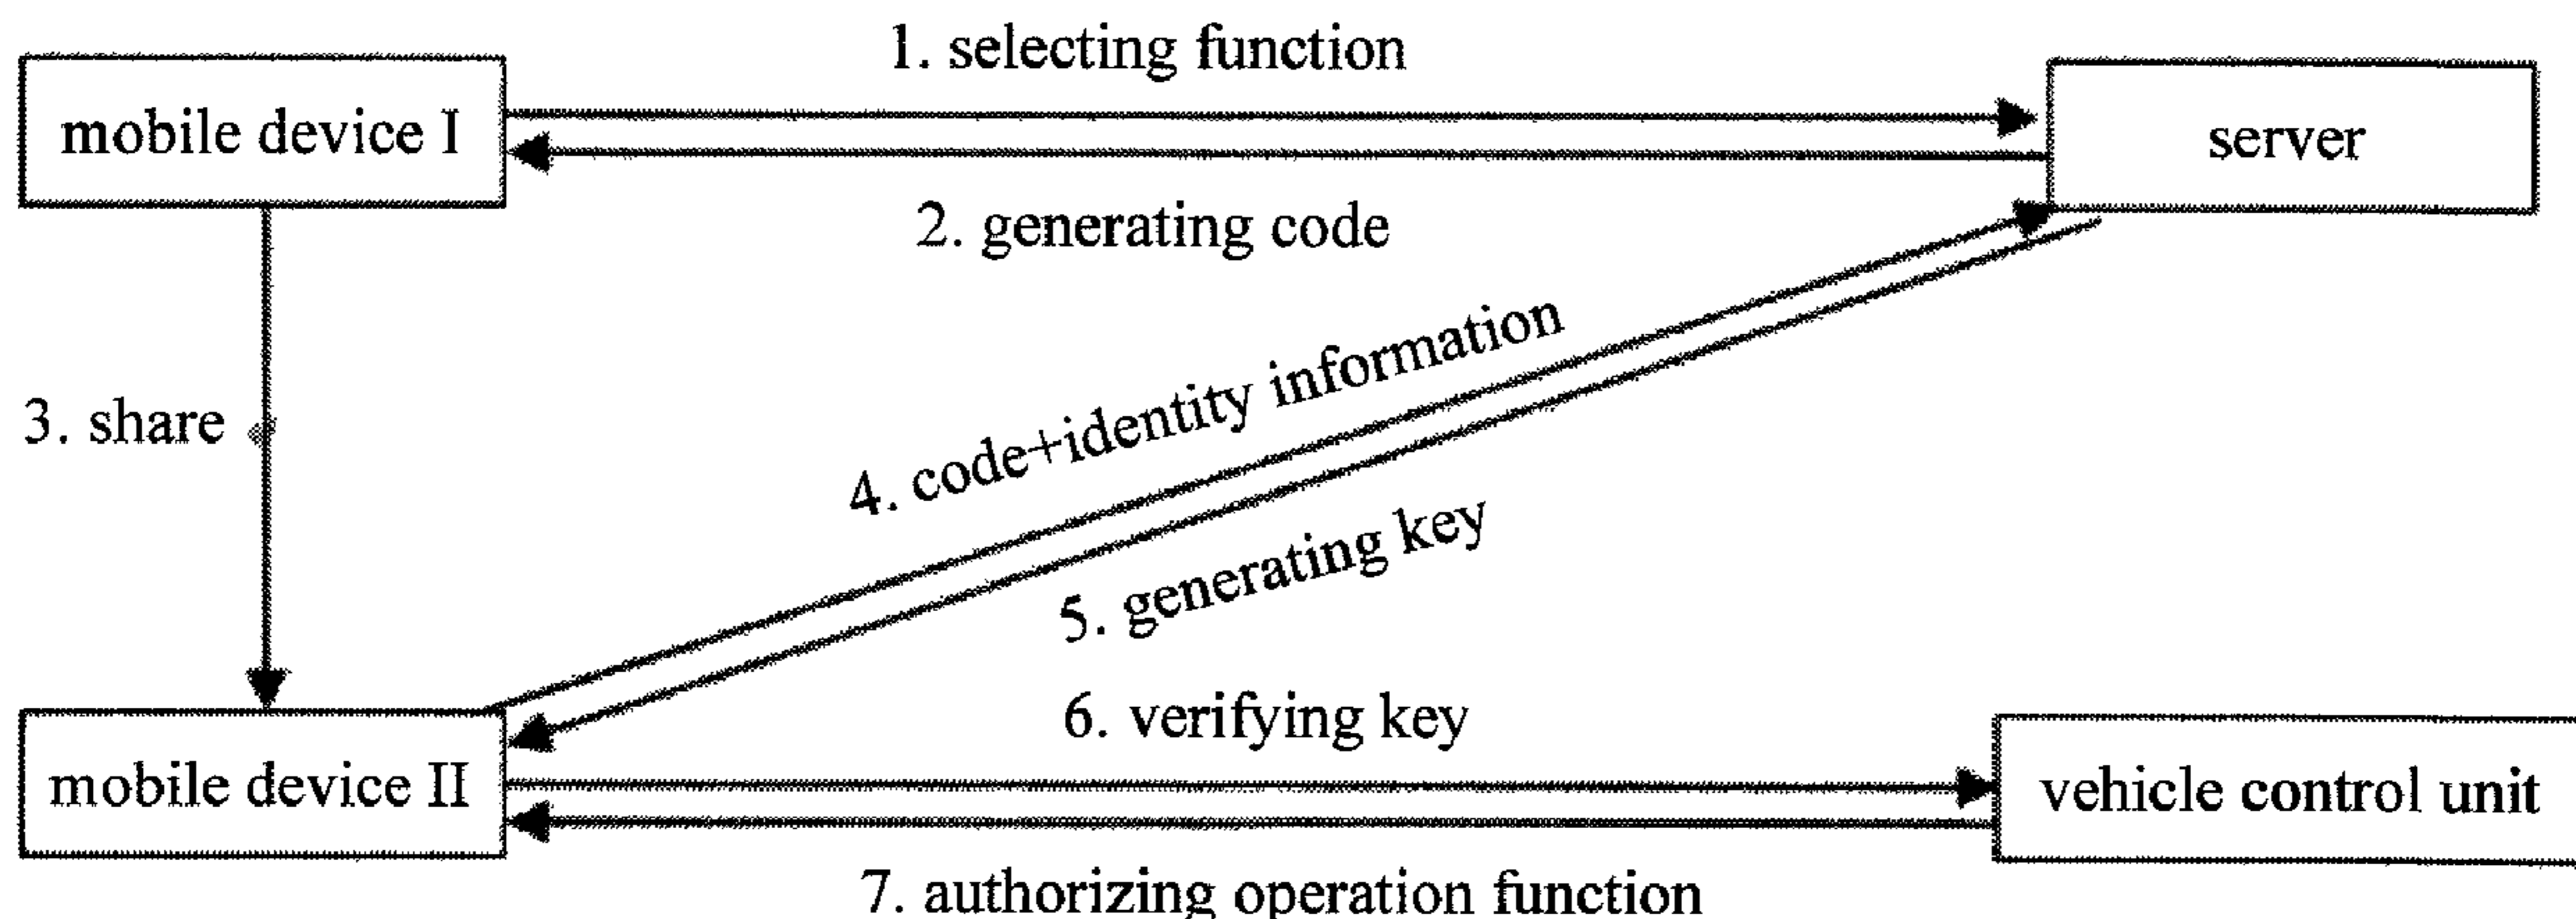 1. selecting function
mobile device I
server
2. generating code
3. share
4. code+identity information
5. generating key
6. verifying key
mobile device II
vehicle control unit
7. authorizing operation function